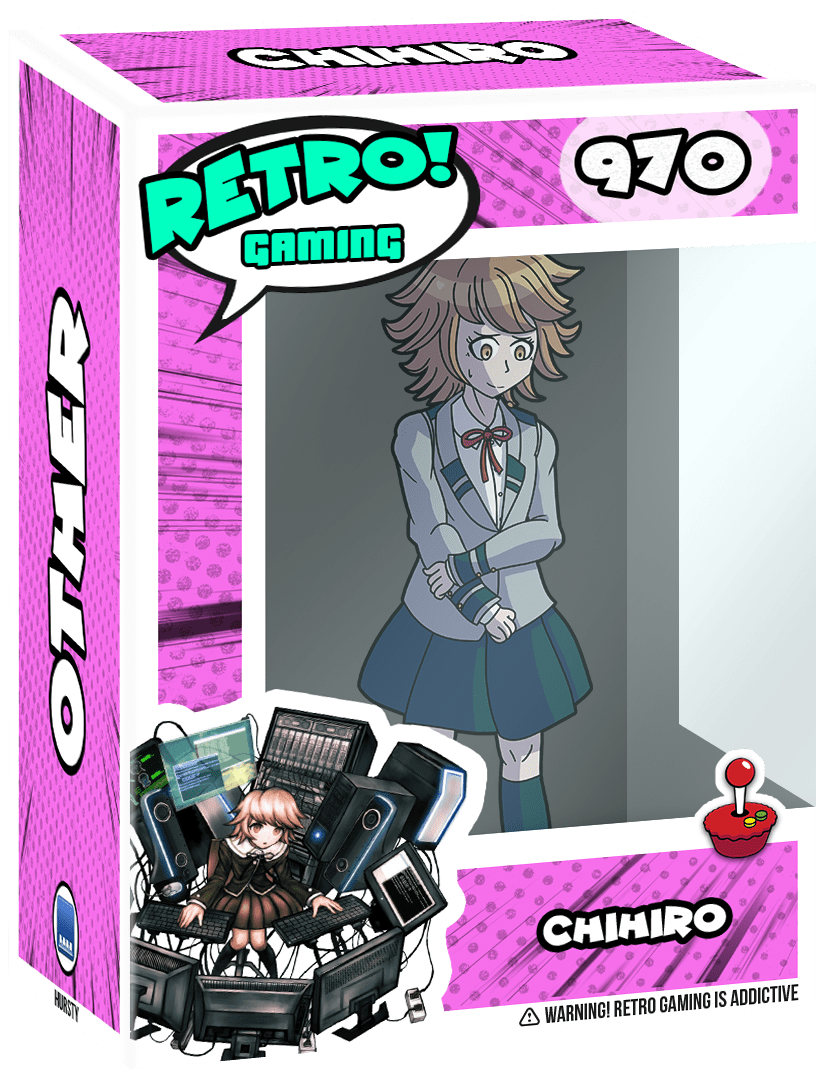 CHIHIRO
RETRO!
GAMING
970
OTHER
CHIHIRO
WARNING! RETRO GAMING IS ADDICTIVE
HURSTY